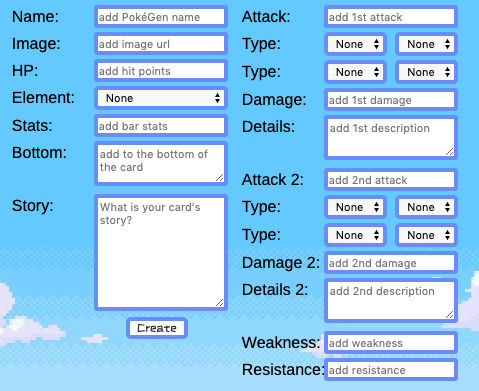 Name: add PokéGen name
Image: add image url
HP: add hit points
Element: None
Stats: add bar stats
Bottom: add to the bottom of
the card
Story: What is your card's
story?
Create
Attack: add 1st attack
Type: None None
Type: None None
Damage: add 1st damage
Details: add 1st description
Attack 2: add 2nd attack
Type: None None
Type: None None
Damage 2: add 2nd damage
Details 2: add 2nd description
Weakness: add weakness
Resistance: add resistance